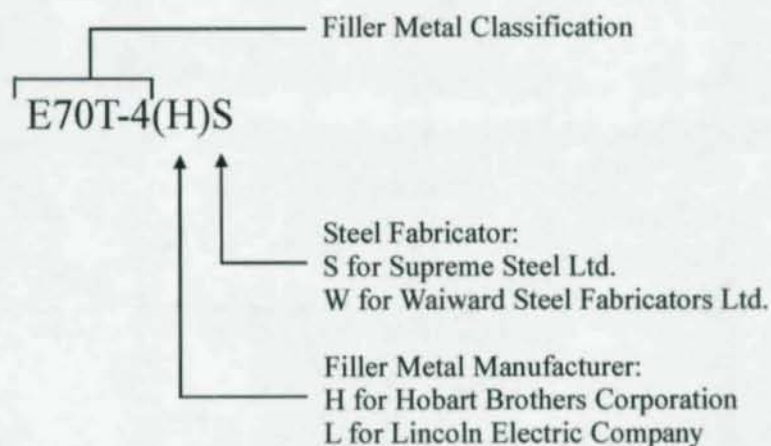 Filler Metal Classification
E70T-4(H)S
Steel Fabricator:
S for Supreme Steel Ltd.
W for Waiward Steel Fabricators Ltd.
Filler Metal Manufacturer:
H for Hobart Brothers Corporation
L for Lincoln Electric Company